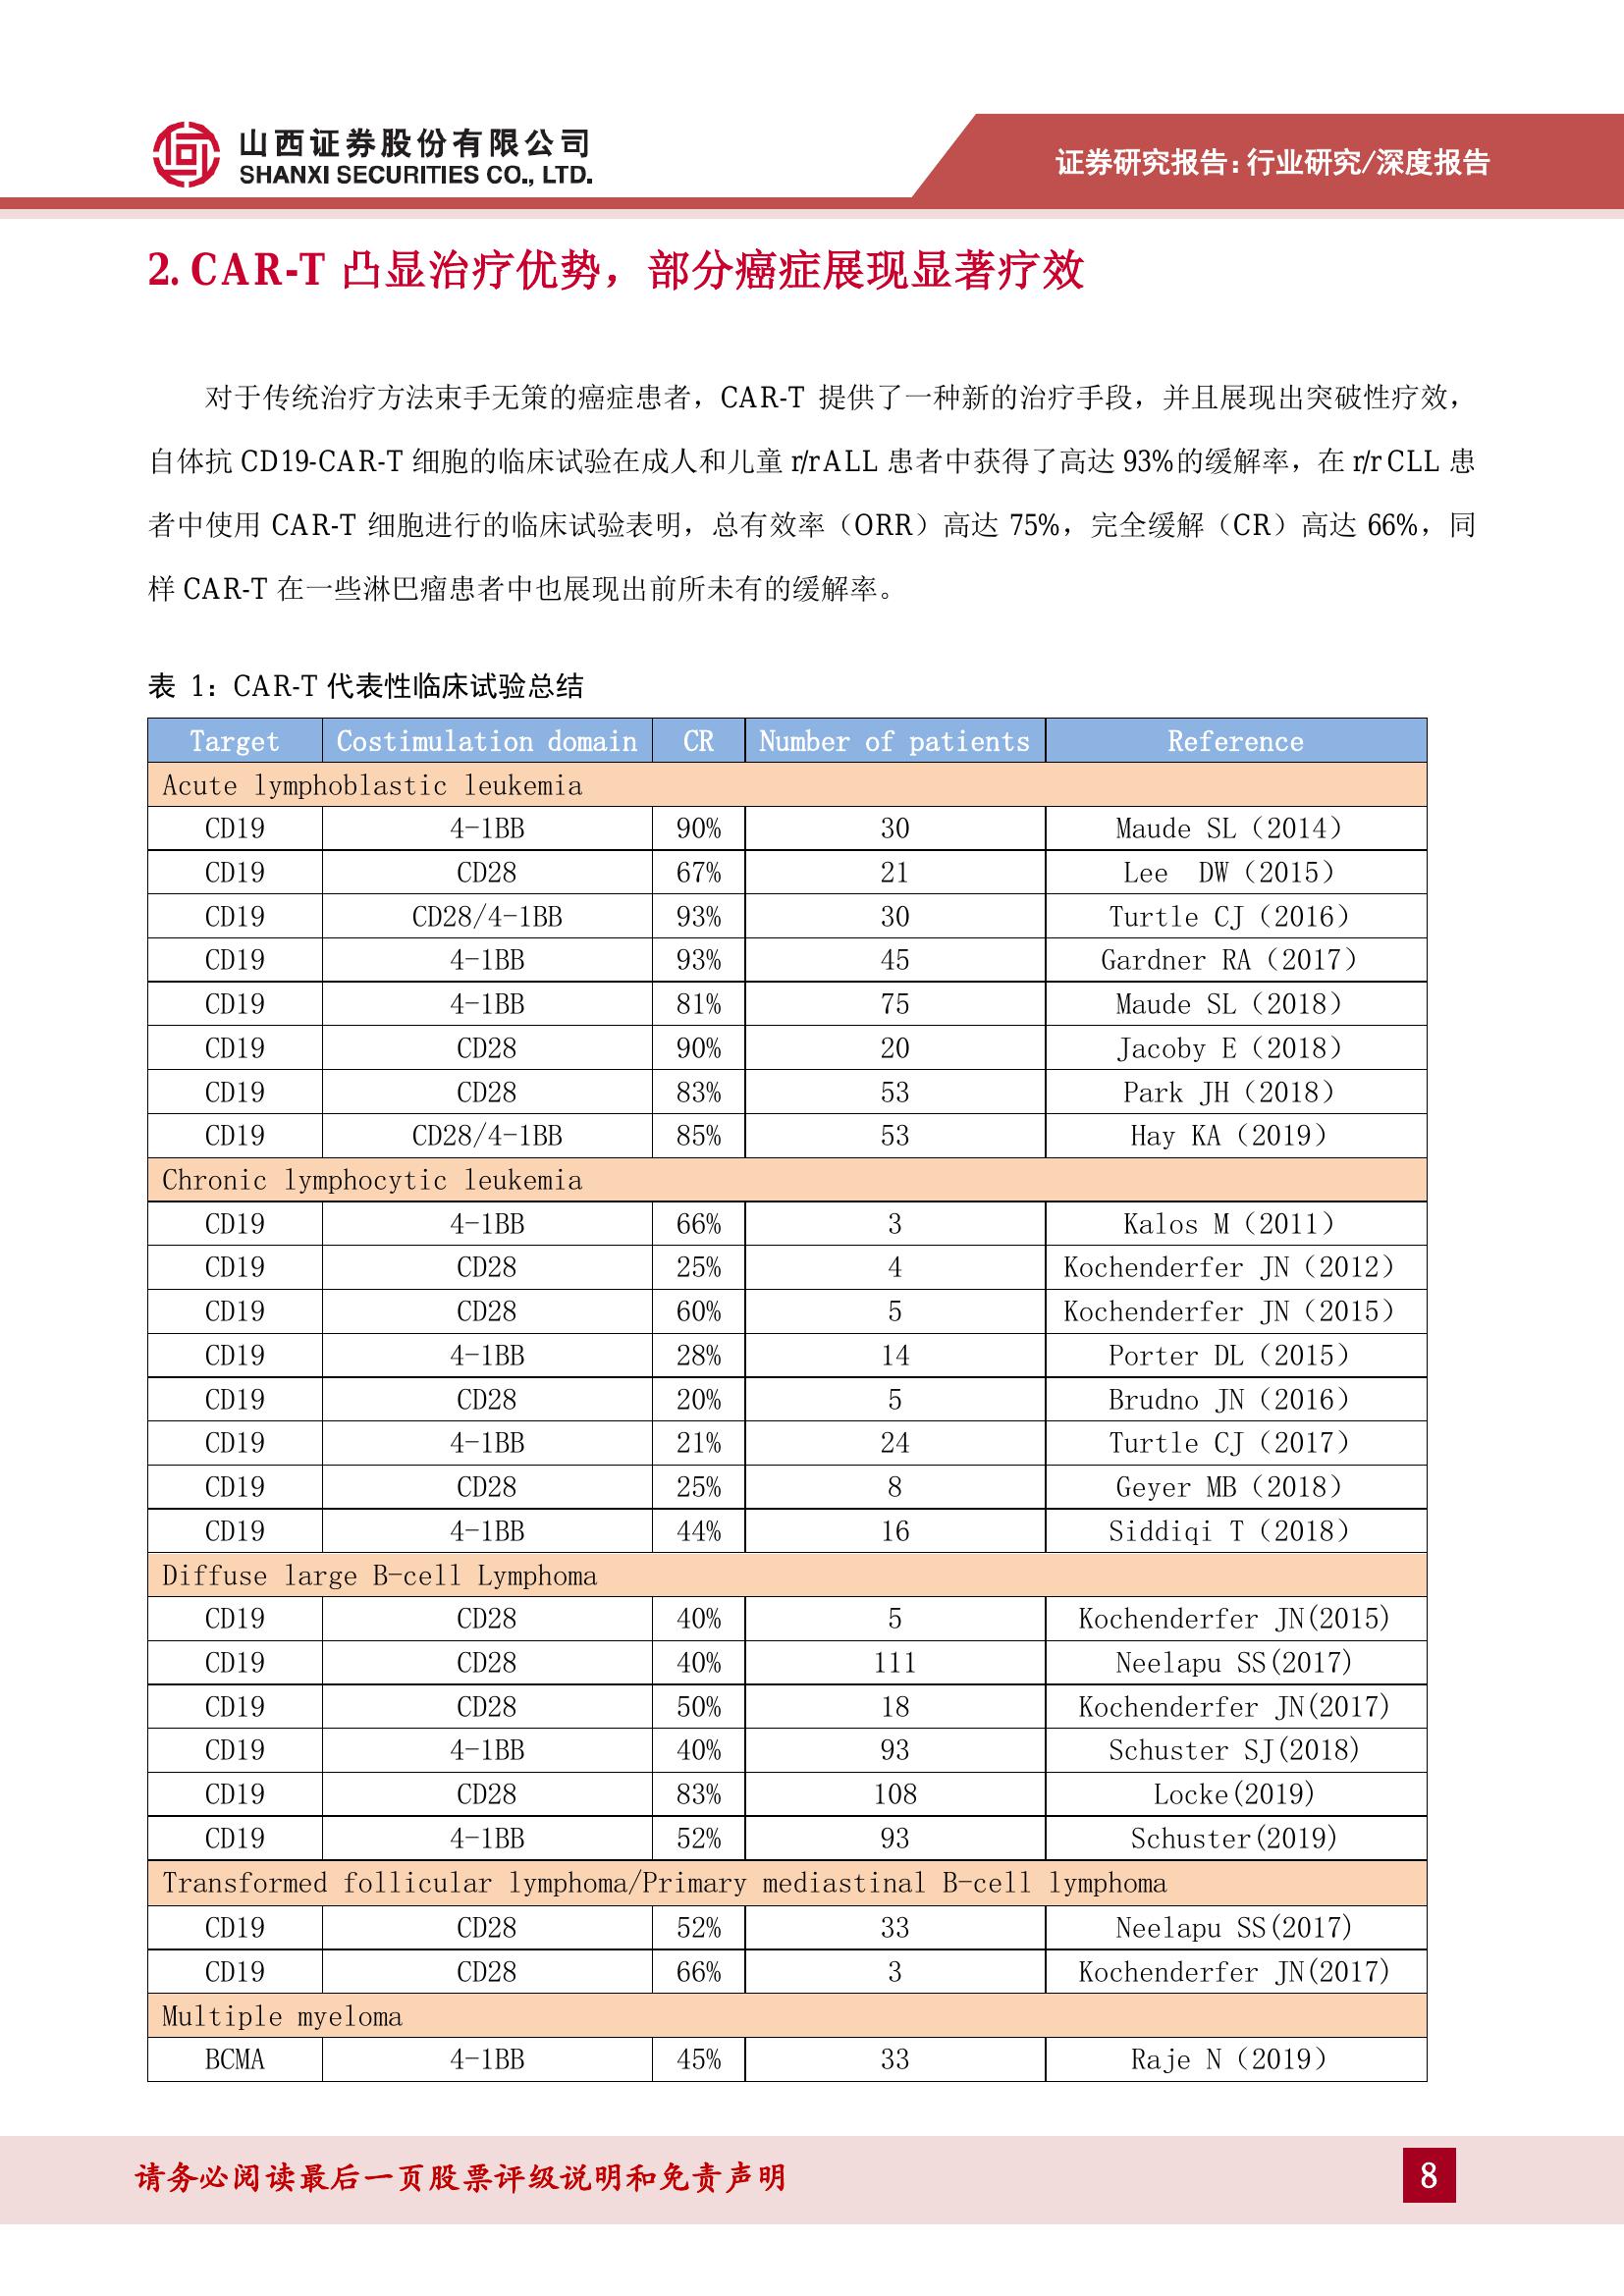 山西证券股份有限公司
SHANXI SECURITIES CO., LTD.
证券研究报告:行业研究/深度报告
2. CAR-T 凸显治疗优势，部分癌症展现显著疗效
对于传统治疗方法束手无策的癌症患者，CAR-T 提供了一种新的治疗手段，并且展现出突破性疗效，
自体抗 CD19-CAR-T 细胞的临床试验在成人和儿童 r/r ALL 患者中获得了高达 93%的缓解率，在 r/r CLL 患
者中使用 CAR-T 细胞进行的临床试验表明，总有效率（ORR）高达 75%，完全缓解（CR）高达 66%，同
样 CAR-T 在一些淋巴瘤患者中也展现出前所未有的缓解率。
表 1：CAR-T 代表性临床试验总结
Target Costimulation domain CR Number of patients Reference
Acute lymphoblastic leukemia
CD19 4-1BB 90% 30 Maude SL（2014）
CD19 CD28 67% 21 Lee DW（2015）
CD19 CD28/4-1BB 93% 30 Turtle CJ（2016）
CD19 4-1BB 93% 45 Gardner RA（2017）
CD19 4-1BB 81% 75 Maude SL（2018）
CD19 CD28 90% 20 Jacoby E（2018）
CD19 CD28 83% 53 Park JH（2018）
CD19 CD28/4-1BB 85% 53 Hay KA（2019）
Chronic lymphocytic leukemia
CD19 4-1BB 66% 3 Kalos M（2011）
CD19 CD28 25% 4 Kochenderfer JN（2012）
CD19 CD28 60% 5 Kochenderfer JN（2015）
CD19 4-1BB 28% 14 Porter DL（2015）
CD19 CD28 20% 5 Brudno JN（2016）
CD19 4-1BB 21% 24 Turtle CJ（2017）
CD19 CD28 25% 8 Geyer MB（2018）
CD19 4-1BB 44% 16 Siddiqi T（2018）
Diffuse large B-cell Lymphoma
CD19 CD28 40% 5 Kochenderfer JN(2015)
CD19 CD28 40% 111 Neelapu SS(2017)
CD19 CD28 50% 18 Kochenderfer JN(2017)
CD19 4-1BB 40% 93 Schuster SJ(2018)
CD19 CD28 83% 108 Locke(2019)
CD19 4-1BB 52% 93 Schuster(2019)
Transformed follicular lymphoma/Primary mediastinal B-cell lymphoma
CD19 CD28 52% 33 Neelapu SS(2017)
CD19 CD28 66% 3 Kochenderfer JN(2017)
Multiple myeloma
BCMA 4-1BB 45% 33 Raje N（2019）
请务必阅读最后一页股票评级说明和免责声明
8